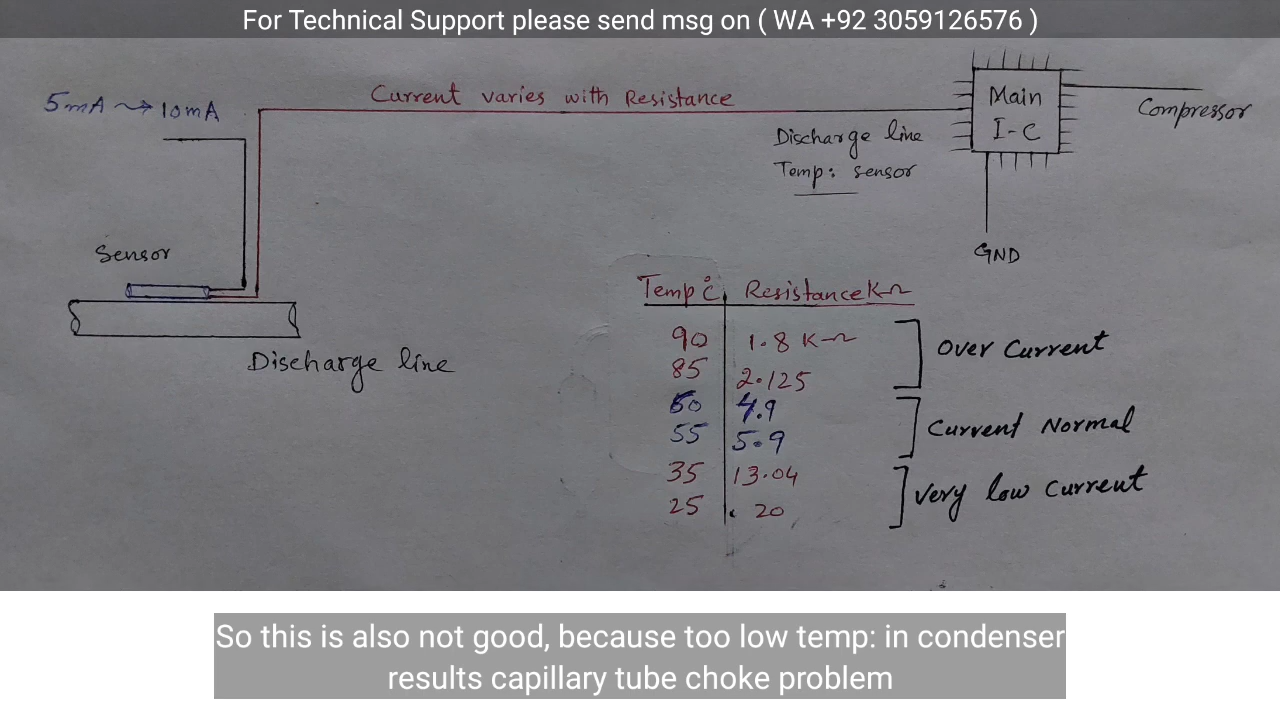 For Technical Support please send msg on ( WA +92 3059126576 )
5mA ~→ 10mA
Current varies with Resistance
Main
I-C
Compressor
Discharge line
Temp: sensor
GND
Sensor
Discharge line
Temp °C Resistance KΩ
90 1.8 KΩ
85 2.125
Over Current
60 4.9
55 5.9
Current Normal
35 13.04
25 20
Very low current
So this is also not good, because too low temp: in condenser
results capillary tube choke problem